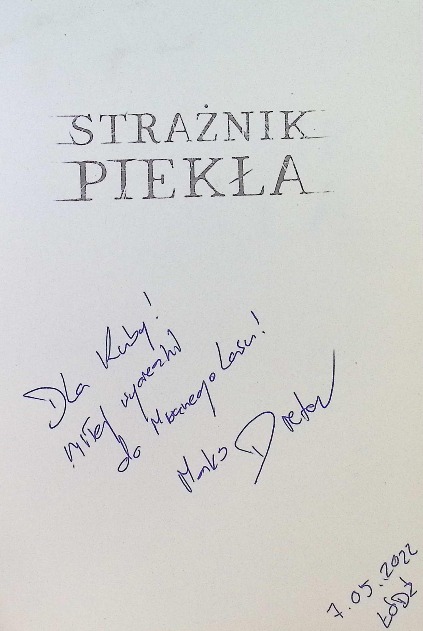 STRAŻNIK
PIEKŁA
Dla Kuby!
Miłej wycieczki
do Mrocznego Lasu!
7.05.2022
ŁÓDŹ